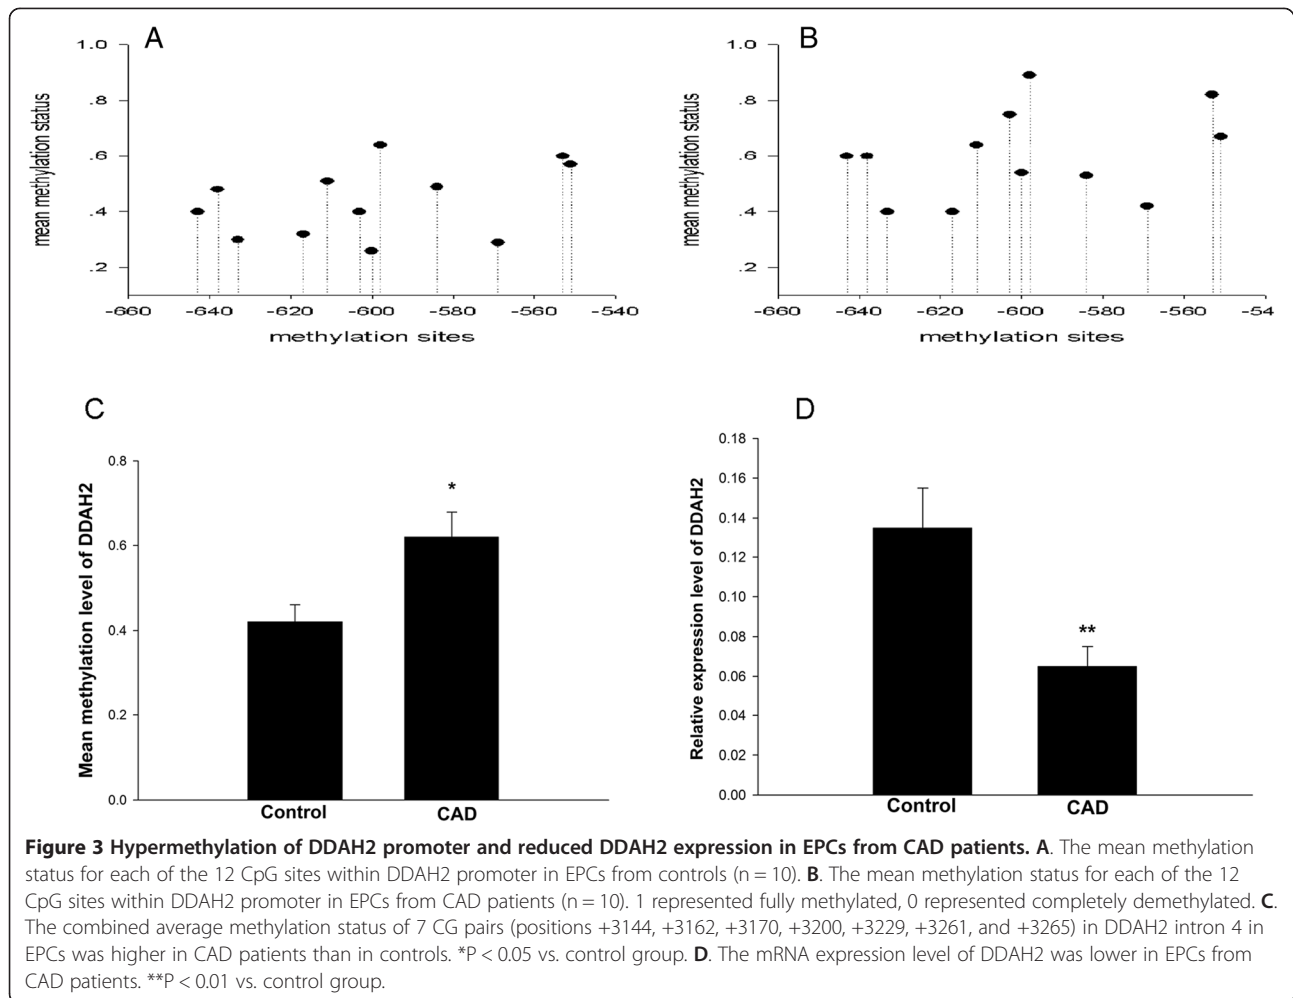 A
1.0
.8
.6
.4
.2
mean methylation status
-660 -640 -620 -600 -580 -560 -540
methylation sites
B
1.0
.8
.6
.4
.2
mean methylation status
-660 -640 -620 -600 -580 -560 -54
methylation sites
C
0.8
0.6
0.4
0.2
0.0
Mean methylation level of DDAH2
*
Control CAD
D
0.18
0.16
0.14
0.12
0.10
0.08
0.06
0.04
0.02
0.00
Relative expression level of DDAH2
**
Control CAD
Figure 3 Hypermethylation of DDAH2 promoter and reduced DDAH2 expression in EPCs from CAD patients. A. The mean methylation
status for each of the 12 CpG sites within DDAH2 promoter in EPCs from controls (n = 10). B. The mean methylation status for each of the 12
CpG sites within DDAH2 promoter in EPCs from CAD patients (n = 10). 1 represented fully methylated, 0 represented completely demethylated. C.
The combined average methylation status of 7 CG pairs (positions +3144, +3162, +3170, +3200, +3229, +3261, and +3265) in DDAH2 intron 4 in
EPCs was higher in CAD patients than in controls. *P < 0.05 vs. control group. D. The mRNA expression level of DDAH2 was lower in EPCs from
CAD patients. **P < 0.01 vs. control group.